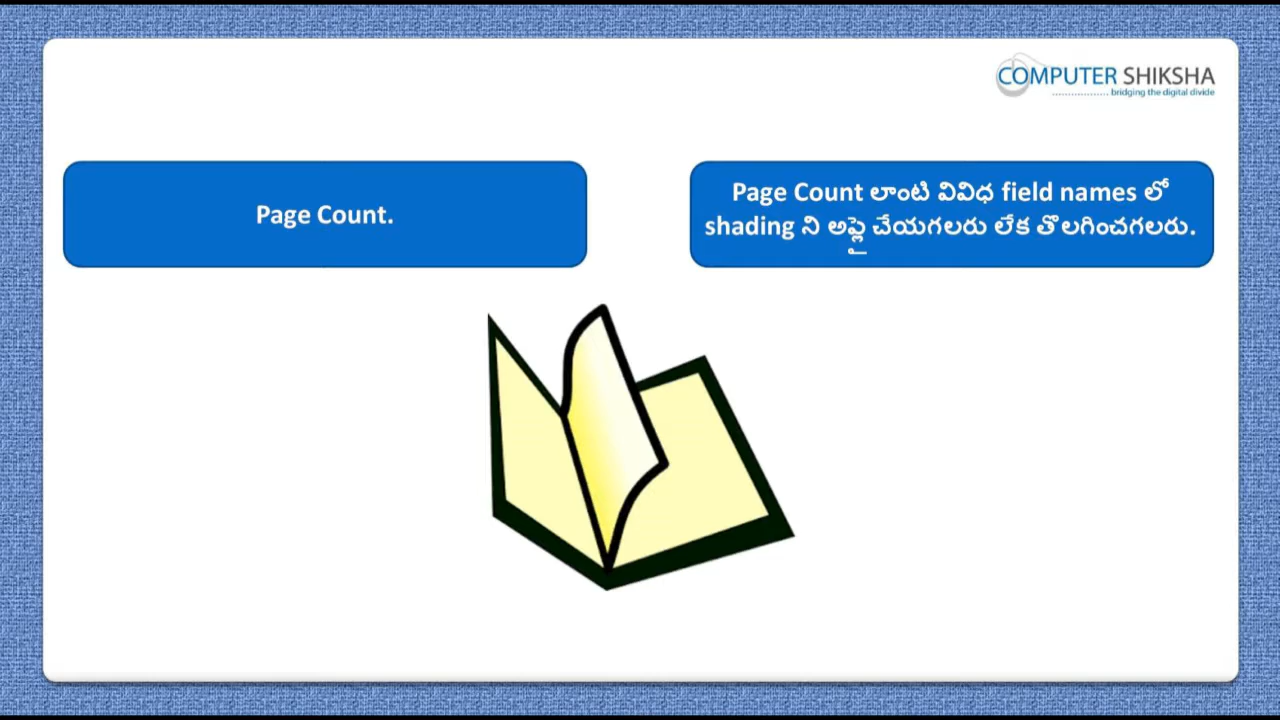 COMPUTER SHIKSHA
.................. bridging the digital divide
Page Count.
Page Count లాంటి వివిధ field names లో
shading ని అప్లై చేయగలరు లేక తొలగించగలరు.